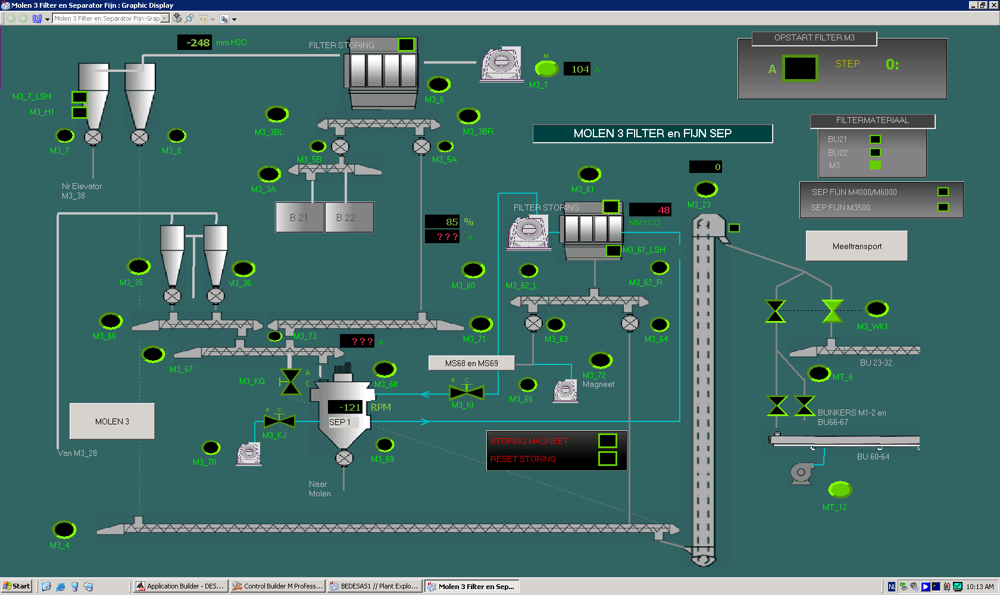 Molen 3 Filter en Separator Fijn : Graphic Display
Molen 3 Filter en Separator Fijn:Grap
-248 mm H2O
FILTER STORING
M
104 A
M3_1
M3_6
OPSTART FILTER M3
A STEP 0:
M3_7_LSH
M3_H1
M3_7
M3_8
M3_3BL
M3_3BR
M3_5B
M3_5A
M3_3A
Nr Elevator
M3_38
B 21
B 22
MOLEN 3 FILTER en FIJN SEP
FILTERMATERIAAL
BU21
BU22
M3
0
M3_23
SEP FIJN M4000/M6000
SEP FIJN M3500
Meeltransport
M3_61
FILTER STORING
48
MM H2O
85 %
??? A
M3_61_LSH
M3_35
M3_36
M3_60
M3_62_L
M3_62_R
M3_66
M3_73
M3_71
M3_63
M3_64
M3_WK1
??? A
M3_67
BU 23-32
MS68 en MS69
M3_KG
A
C
M3_68
M3_72
Magneet
MT_6
A C
M3_KI
M3_65
-121 RPM
SEP 1
MOLEN 3
A C
M3_KJ
BUNKERS M1-2 en
BU66-67
STORING MAGNEET
RESET STORING
Van M3_28
M3_70
M3_69
BU 60-64
Naar
Molen
MT_12
M3_4
Start
Application Builder - DES...
Control Builder M Profess...
BEDESAS1 // Plant Explo...
Molen 3 Filter en Sep...
NL
10:13 AM